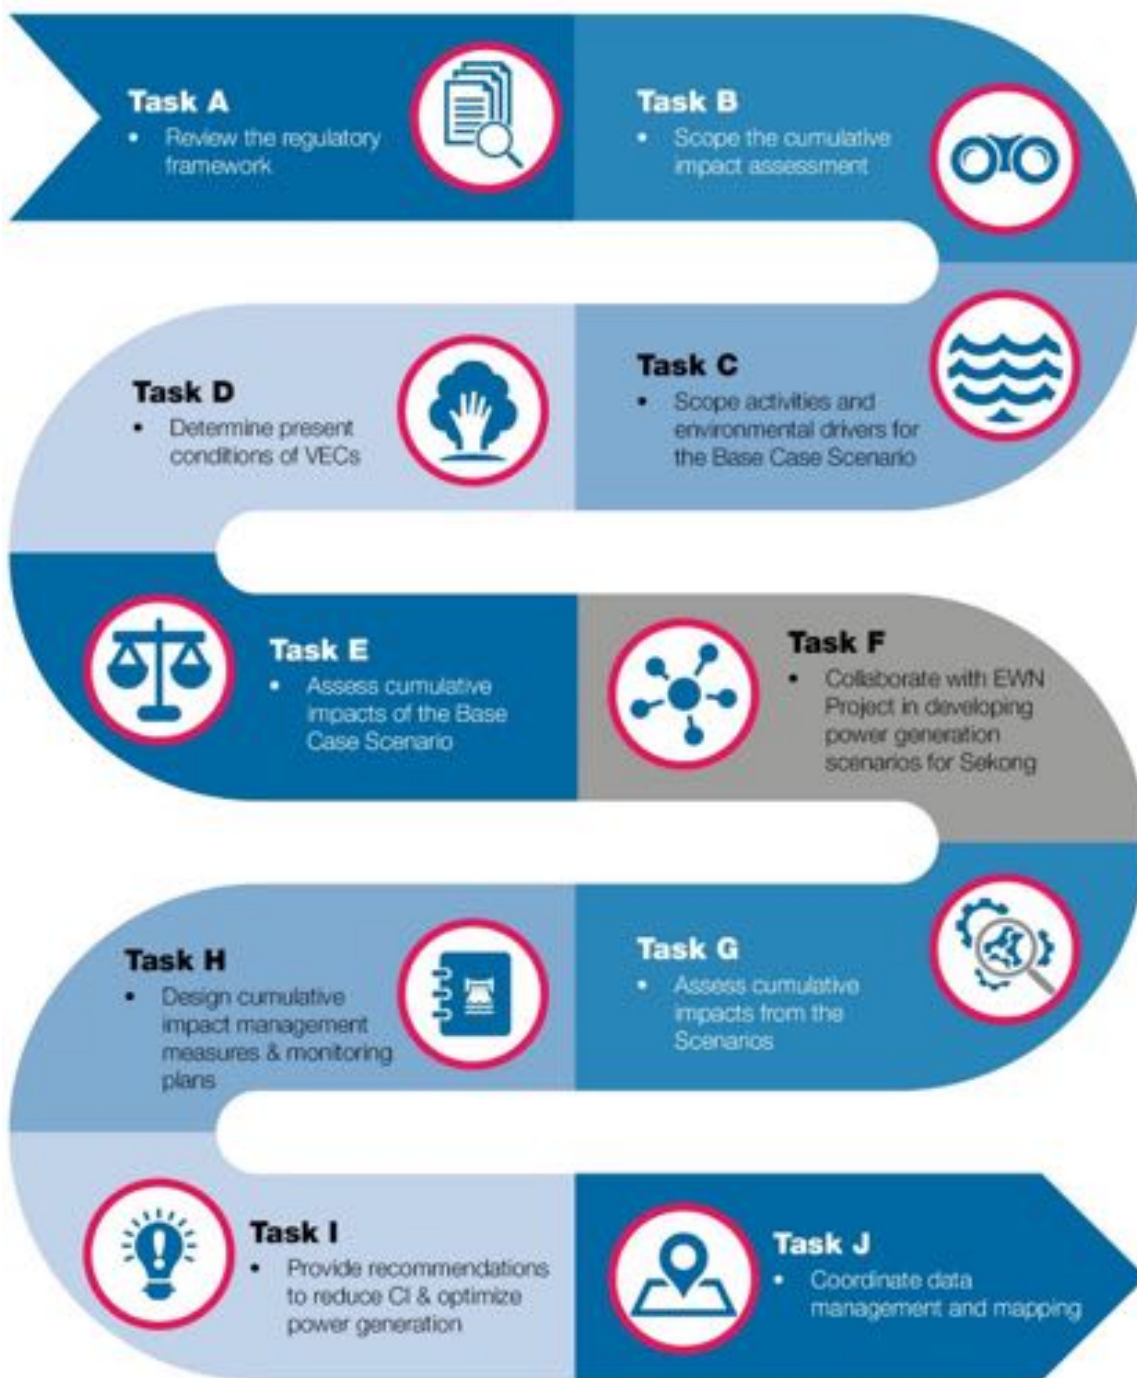 Task A
• Review the regulatory
framework
Task B
• Scope the cumulative
impact assessment
Task C
• Scope activities and
environmental drivers for
the Base Case Scenario
Task D
• Determine present
conditions of VECs
Task E
• Assess cumulative
impacts of the Base
Case Scenario
Task F
• Collaborate with EWN
Project in developing
power generation
scenarios for Sekong
Task G
• Assess cumulative
impacts from the
Scenarios
Task H
• Design cumulative
impact management
measures & monitoring
plans
Task I
• Provide recommendations
to reduce CI & optimize
power generation
Task J
• Coordinate data
management and mapping